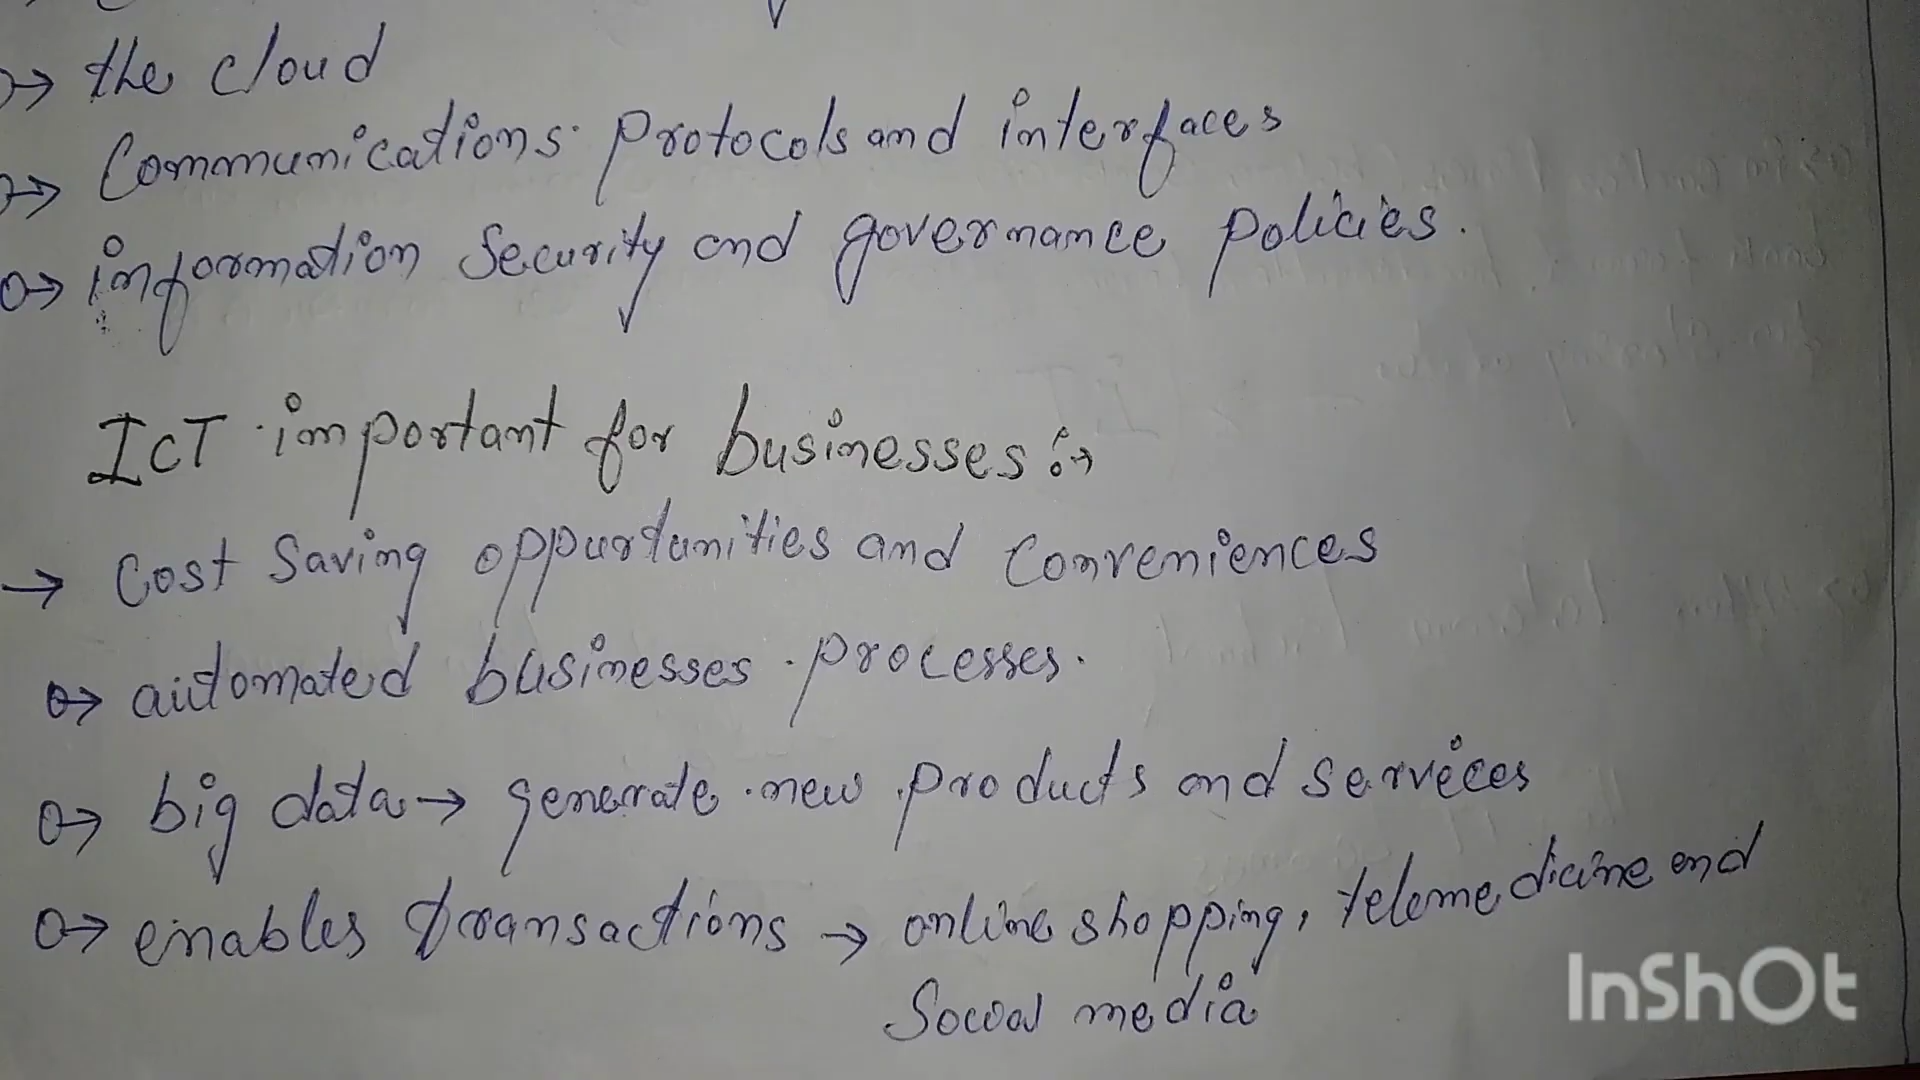 → the cloud
→ Communications protocols and interfaces
→ information security and governance policies.
ICT important for businesses :→
→ Cost saving oppurtunities and Conveniences
→ automated businesses processes.
→ big data → generate new products and services
→ enables transactions → online shopping, telemedicine and
Social media
InShOt